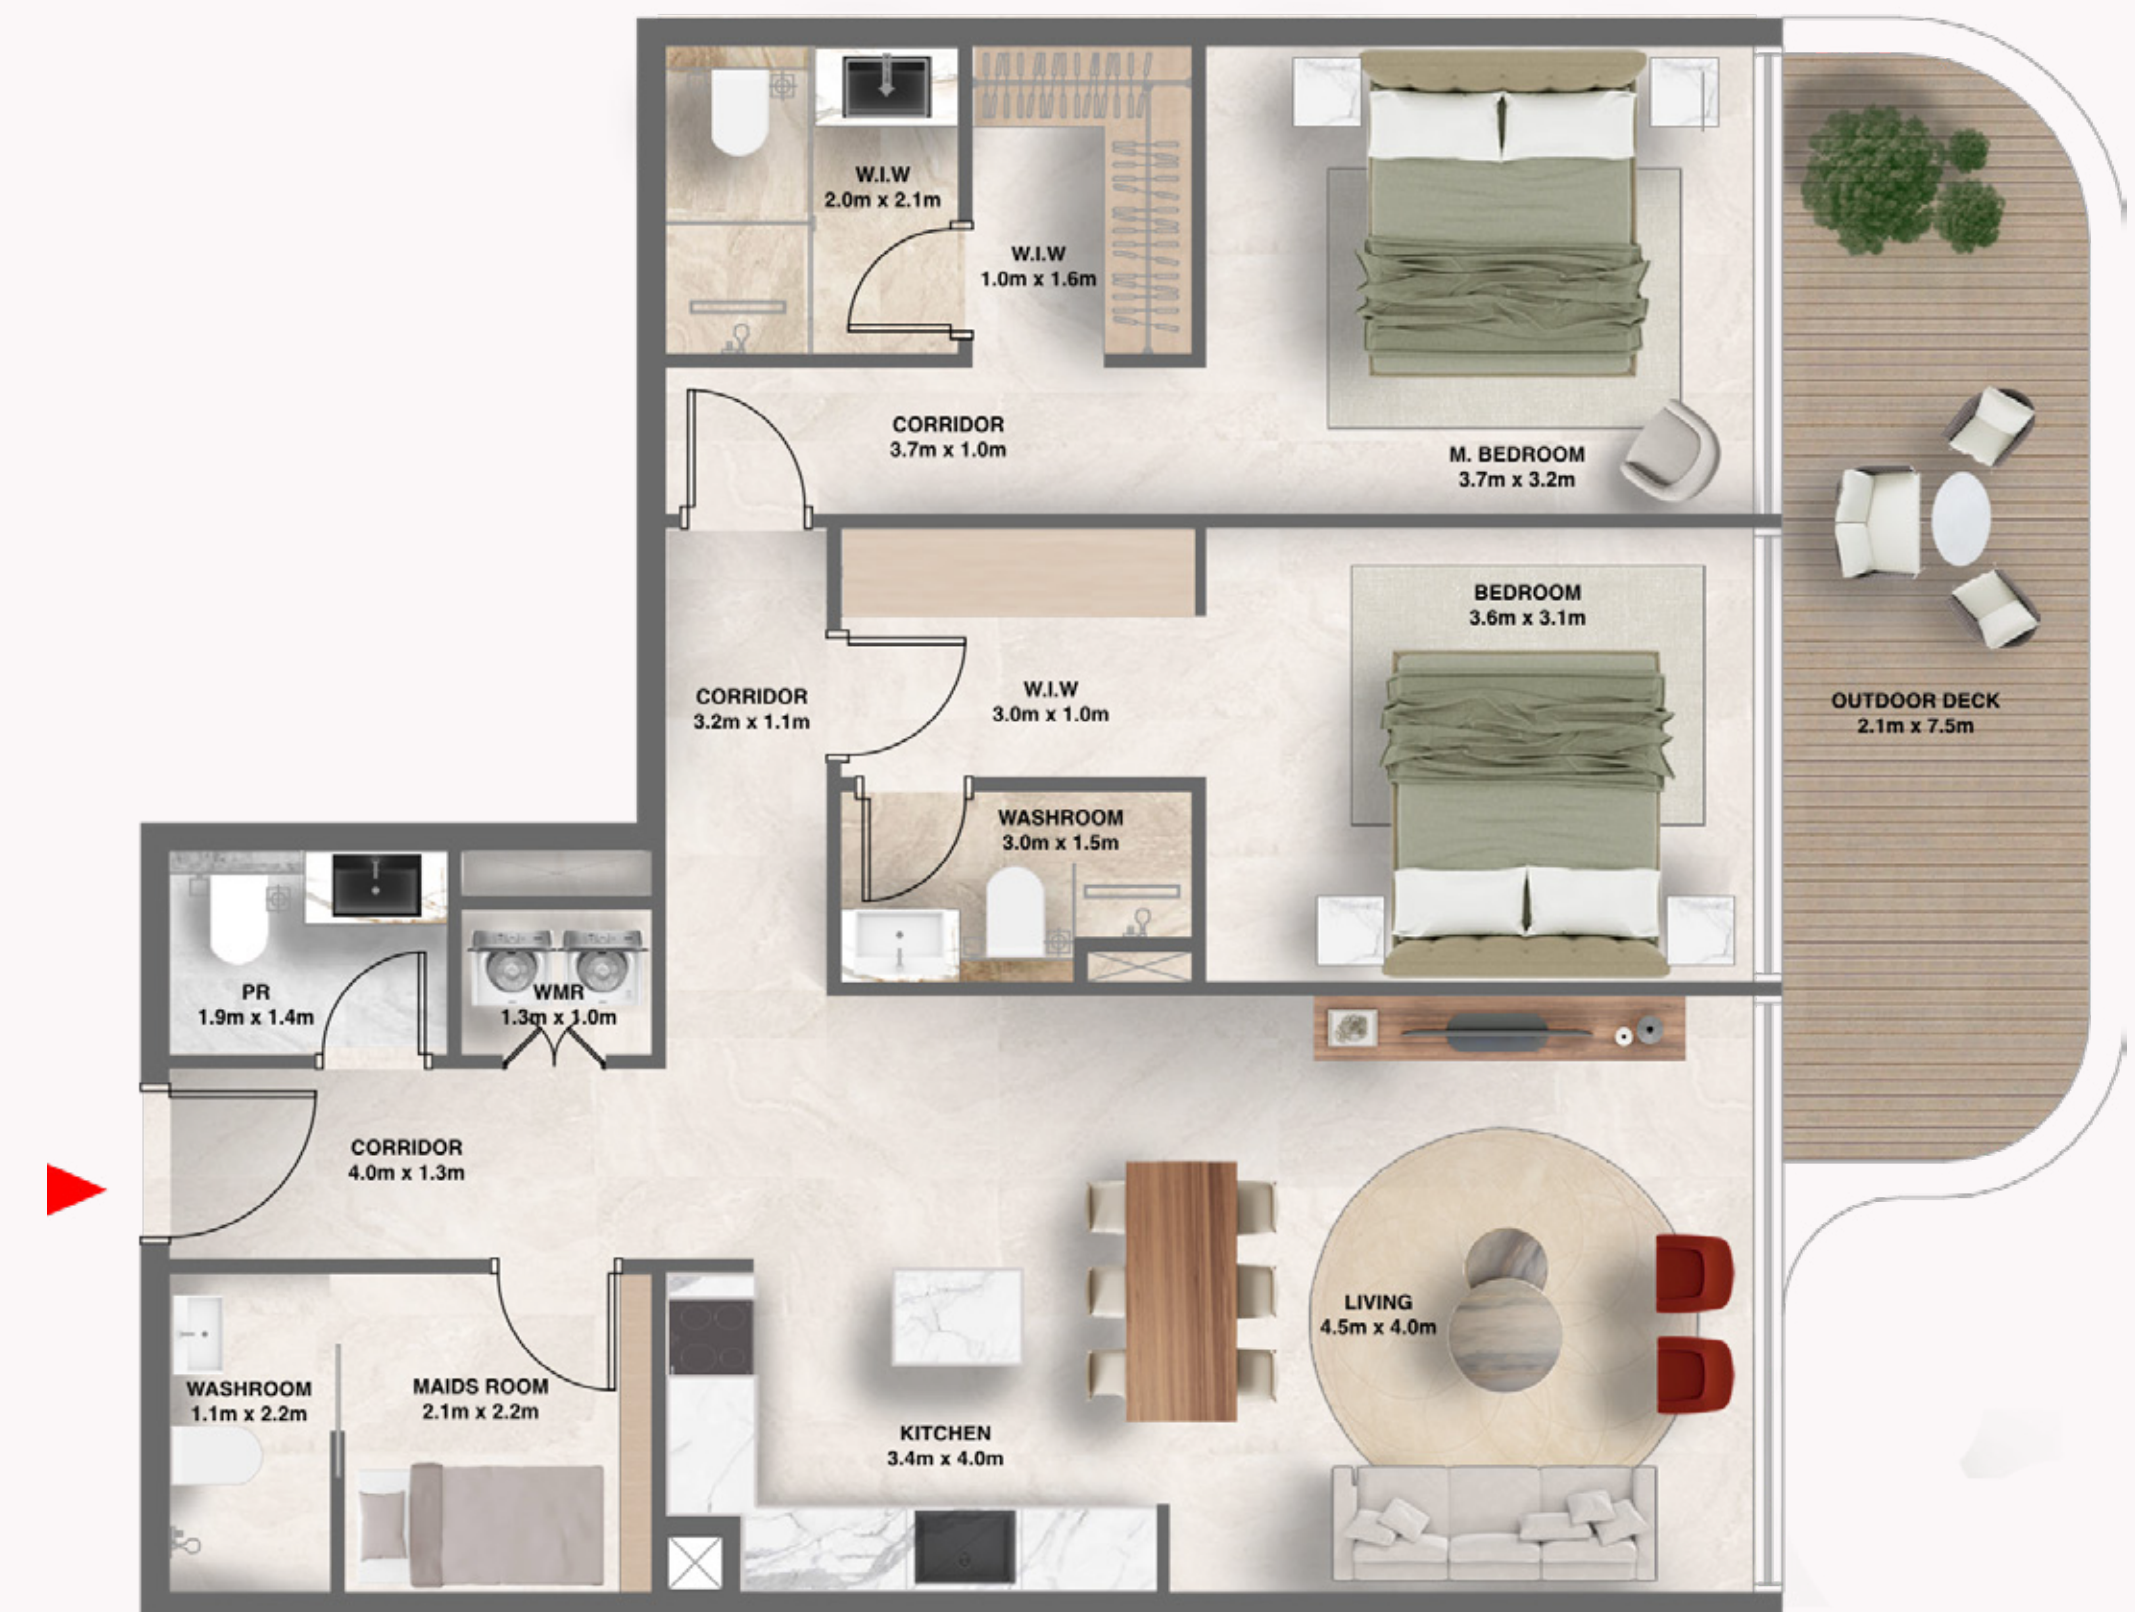 W.I.W
2.0m x 2.1m
W.I.W
1.0m x 1.6m
CORRIDOR
3.7m x 1.0m
M. BEDROOM
3.7m x 3.2m
BEDROOM
3.6m x 3.1m
CORRIDOR
3.2m x 1.1m
W.I.W
3.0m x 1.0m
OUTDOOR DECK
2.1m x 7.5m
WASHROOM
3.0m x 1.5m
PR
1.9m x 1.4m
WMR
1.3m x 1.0m
CORRIDOR
4.0m x 1.3m
LIVING
4.5m x 4.0m
WASHROOM
1.1m x 2.2m
MAIDS ROOM
2.1m x 2.2m
KITCHEN
3.4m x 4.0m